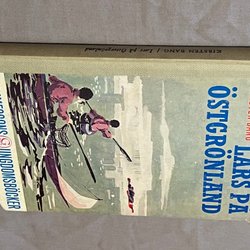 KIRSTEN BANG / Lars på Östgrönland
LARS PÅ
ÖSTGRÖNLAND
UNGDOMSBÖCKER